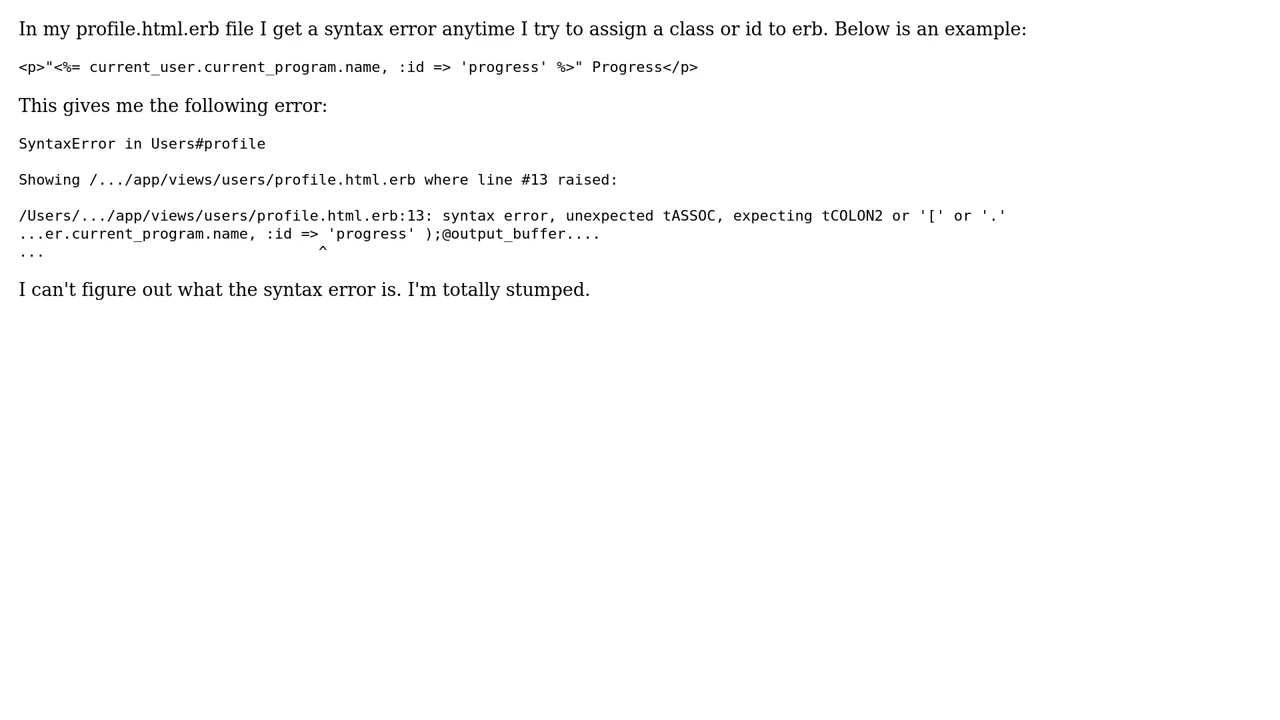 In my profile.html.erb file I get a syntax error anytime I try to assign a class or id to erb. Below is an example:
<p>"<%= current_user.current_program.name, :id => 'progress' %>" Progress</p>
This gives me the following error:
SyntaxError in Users#profile
Showing /.../app/views/users/profile.html.erb where line #13 raised:
/Users/.../app/views/users/profile.html.erb:13: syntax error, unexpected tASSOC, expecting tCOLON2 or '[' or '.'
...er.current_program.name, :id => 'progress' );@output_buffer....
...                               ^
I can't figure out what the syntax error is. I'm totally stumped.